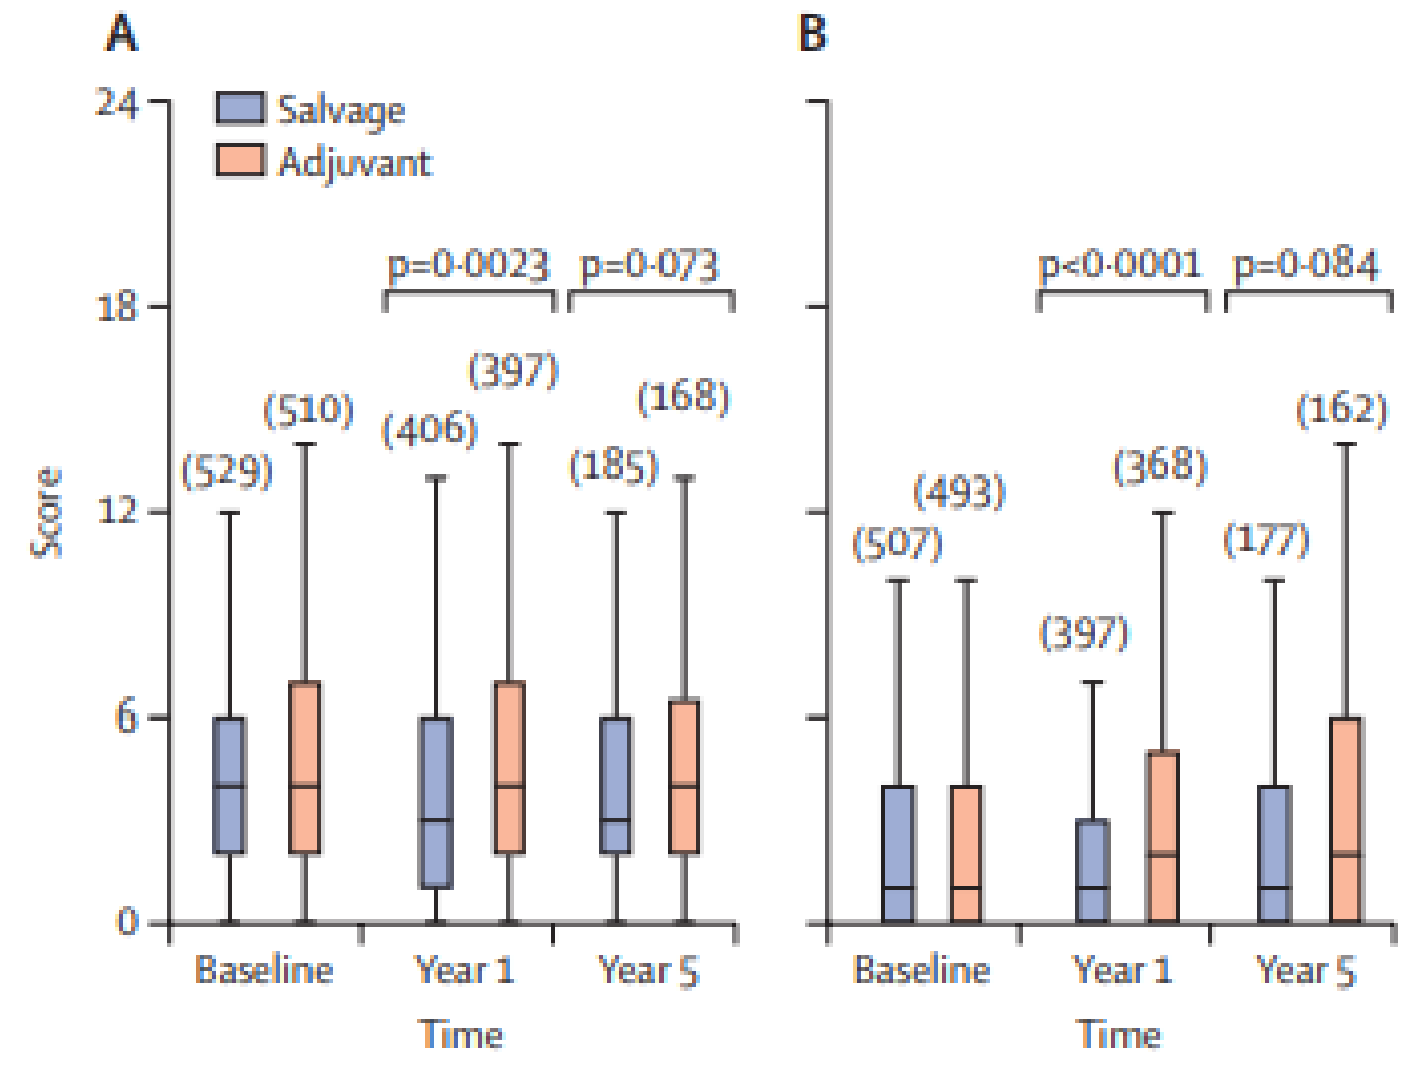 A
B
24
Salvage
Adjuvant
p=0·0023
p=0·073
p<0·0001
p=0·084
18
(397)
(168)
(162)
(510)
(406)
(529)
(185)
(368)
(493)
12
Score
(507)
(177)
(397)
6
0
Baseline
Year 1
Year 5
Baseline
Year 1
Year 5
Time
Time